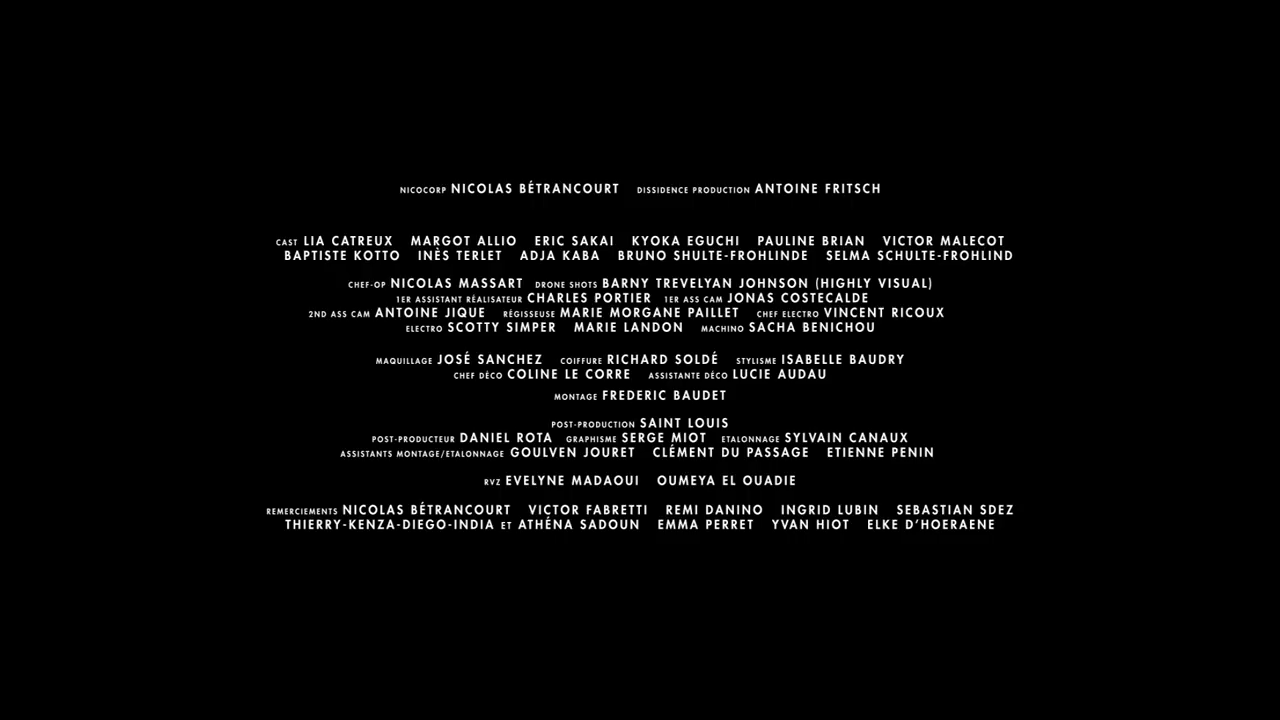 NICOCORP NICOLAS BÉTRANCOURT DISSIDENCE PRODUCTION ANTOINE FRITSCH
CAST LIA CATREUX MARGOT ALLIO ERIC SAKAI KYOKA EGUCHI PAULINE BRIAN VICTOR MALECOT
BAPTISTE KOTTO INÈS TERLET ADJA KABA BRUNO SHULTE-FROHLINDE SELMA SCHULTE-FROHLIND
CHEF-OP NICOLAS MASSART DRONE SHOTS BARNY TREVELYAN JOHNSON (HIGHLY VISUAL)
1ER ASSISTANT RÉALISATEUR CHARLES PORTIER 1ER ASS CAM JONAS COSTECALDE
2ND ASS CAM ANTOINE JIQUE RÉGISSEUSE MARIE MORGANE PAILLET CHEF ELECTRO VINCENT RICOUX
ELECTRO SCOTTY SIMPER MARIE LANDON MACHINO SACHA BENICHOU
MAQUILLAGE JOSÉ SANCHEZ COIFFURE RICHARD SOLDÉ STYLISME ISABELLE BAUDRY
CHEF DÉCO COLINE LE CORRE ASSISTANTE DÉCO LUCIE AUDAU
MONTAGE FREDERIC BAUDET
POST-PRODUCTION SAINT LOUIS
POST-PRODUCTEUR DANIEL ROTA GRAPHISME SERGE MIOT ETALONNAGE SYLVAIN CANAUX
ASSISTANTS MONTAGE/ETALONNAGE GOULVEN JOURET CLÉMENT DU PASSAGE ETIENNE PENIN
RVZ EVELYNE MADAOUI OUMEYA EL OUADIE
REMERCIEMENTS NICOLAS BÉTRANCOURT VICTOR FABRETTI REMI DANINO INGRID LUBIN SEBASTIAN SDEZ
THIERRY-KENZA-DIEGO-INDIA ET ATHÉNA SADOUN EMMA PERRET YVAN HIOT ELKE D'HOERAENE